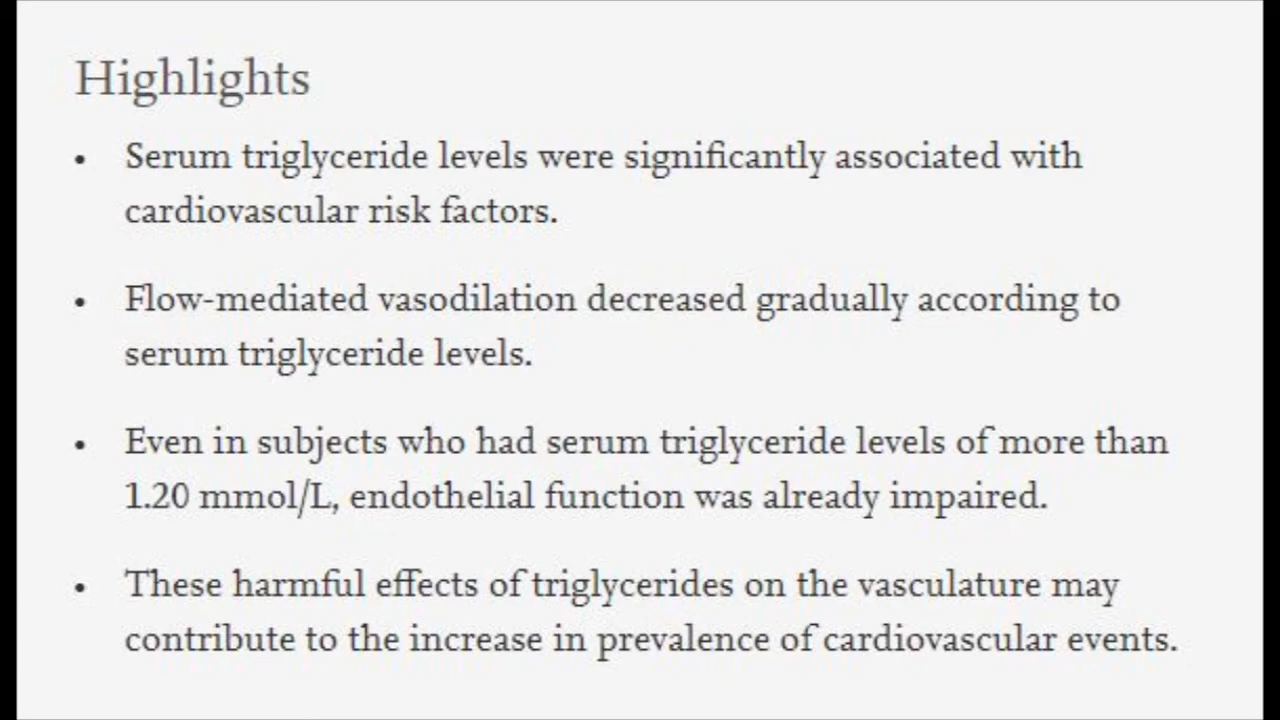 Highlights
• Serum triglyceride levels were significantly associated with
cardiovascular risk factors.
• Flow-mediated vasodilation decreased gradually according to
serum triglyceride levels.
• Even in subjects who had serum triglyceride levels of more than
1.20 mmol/L, endothelial function was already impaired.
• These harmful effects of triglycerides on the vasculature may
contribute to the increase in prevalence of cardiovascular events.